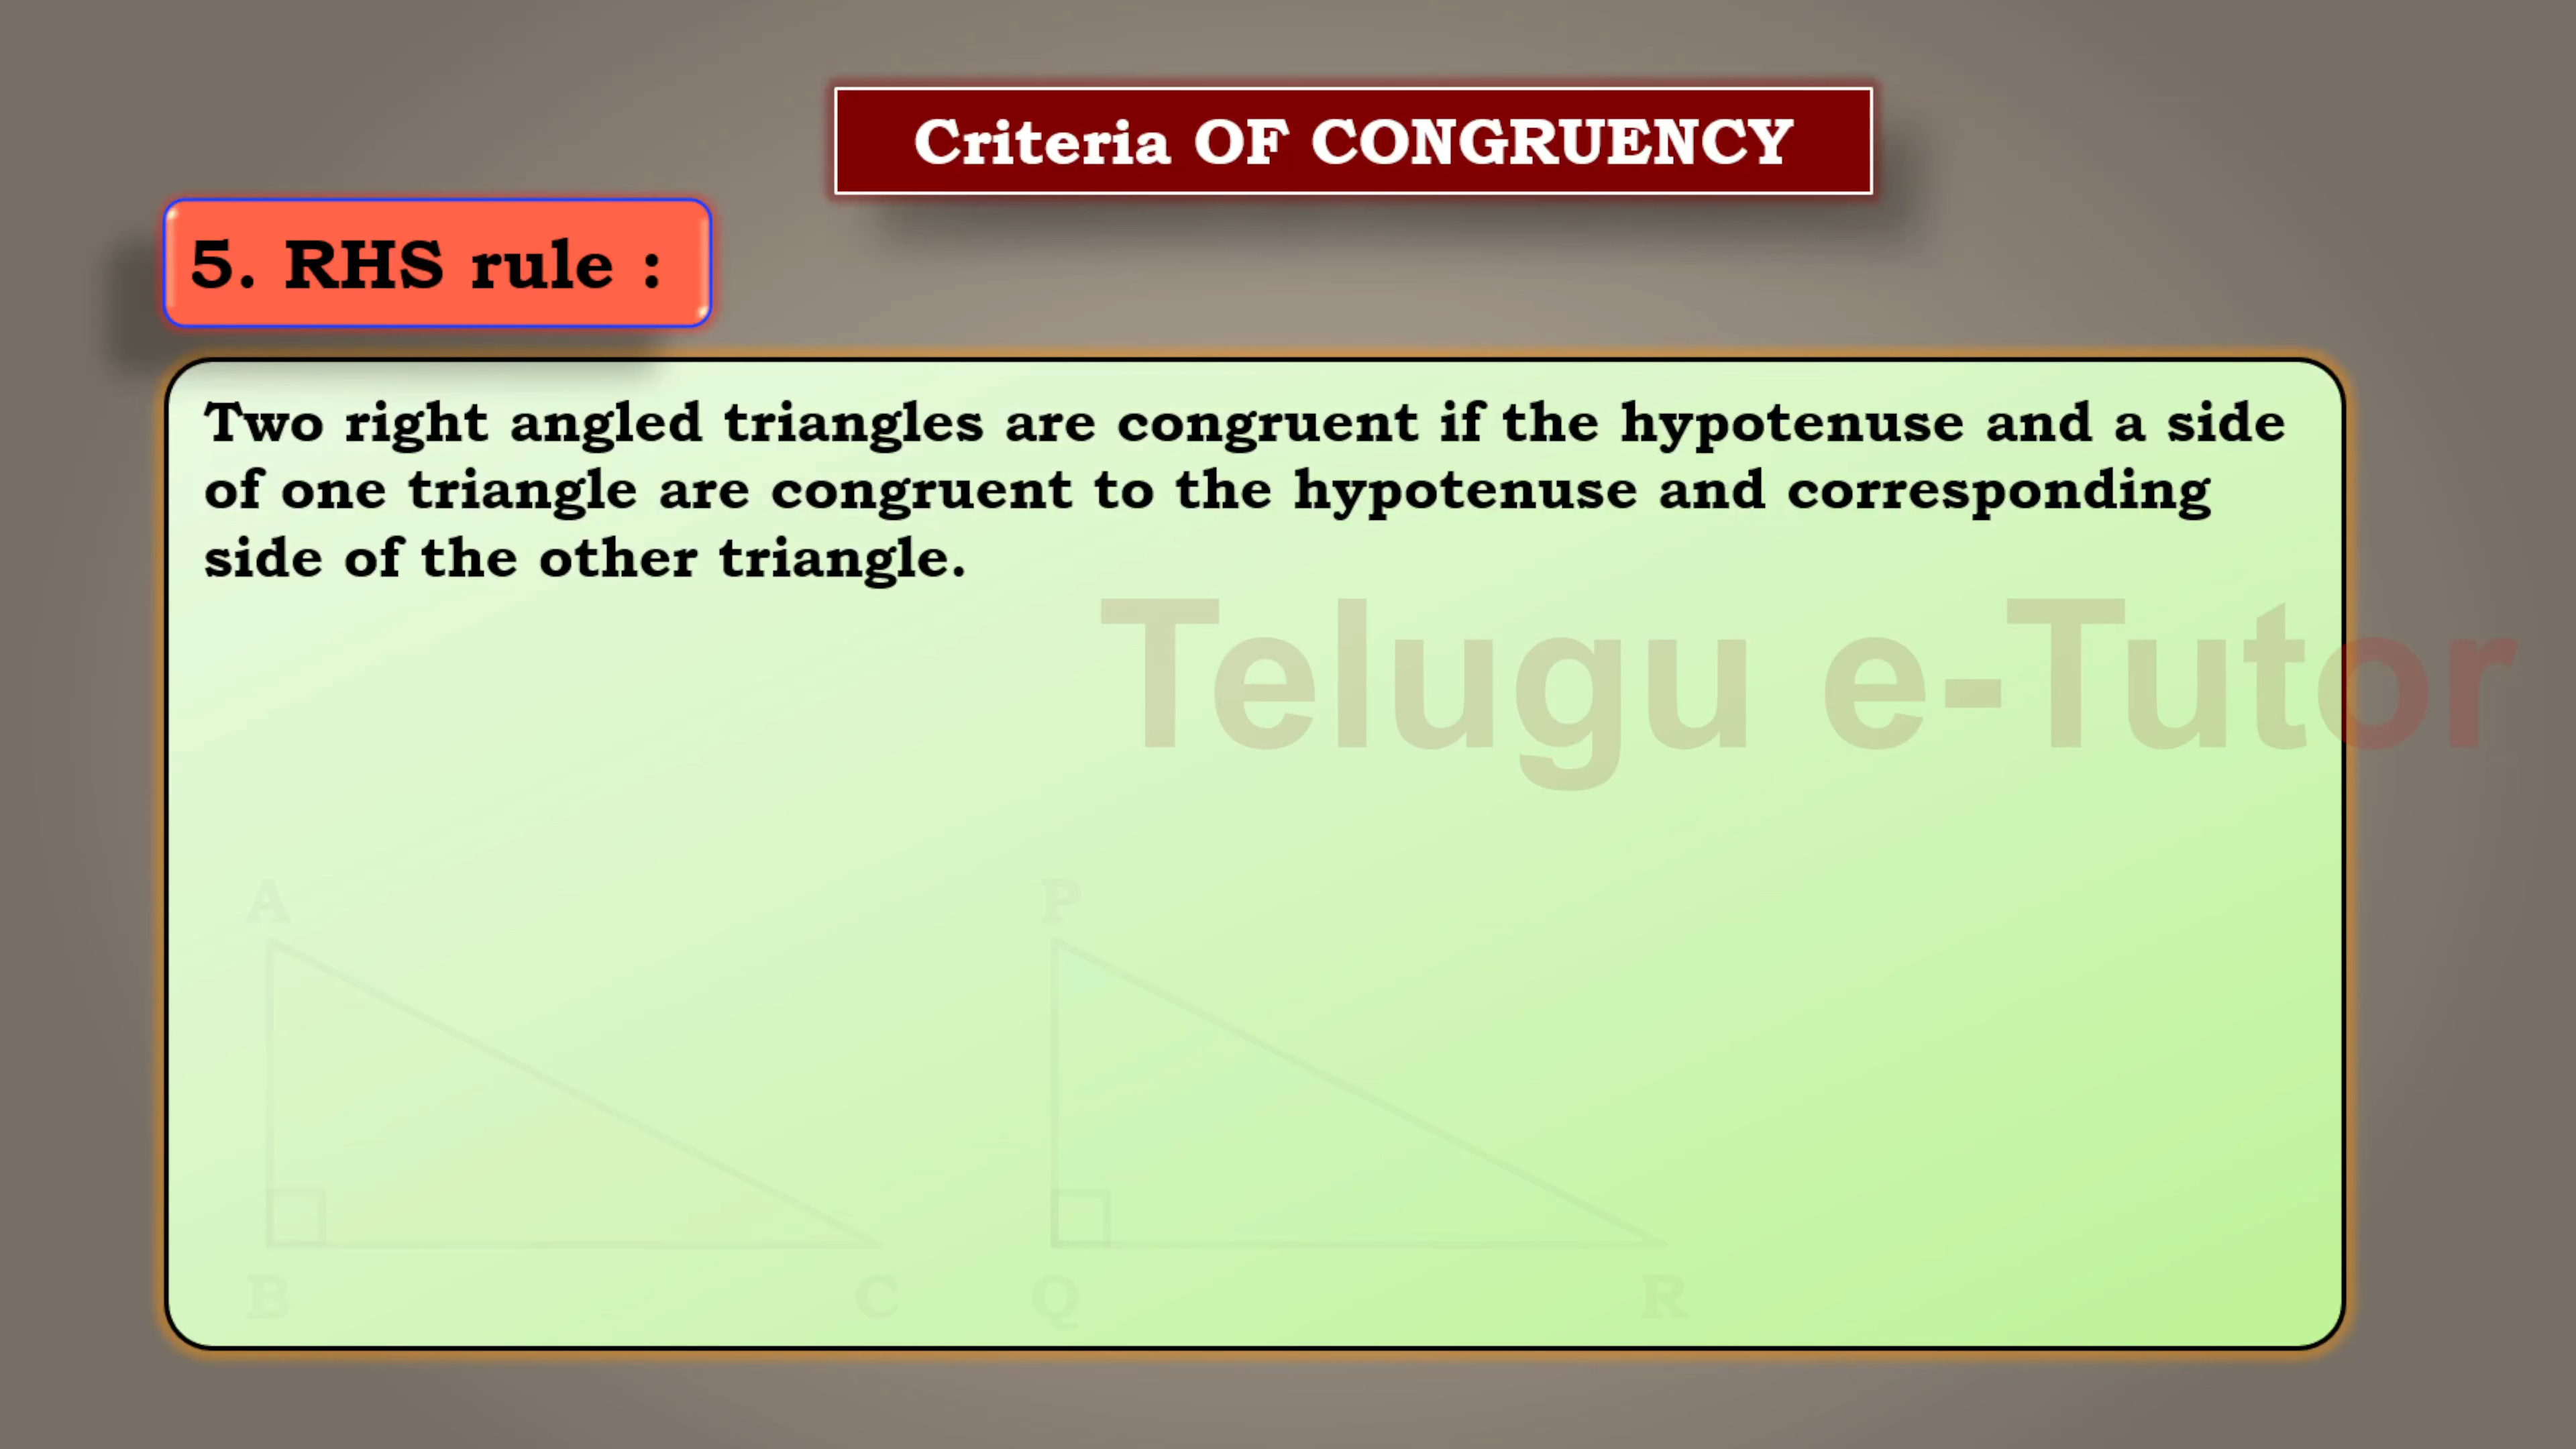 Criteria OF CONGRUENCY
5. RHS rule :
Two right angled triangles are congruent if the hypotenuse and a side
of one triangle are congruent to the hypotenuse and corresponding
side of the other triangle.
Telugu e-Tutor
A P
B C Q R